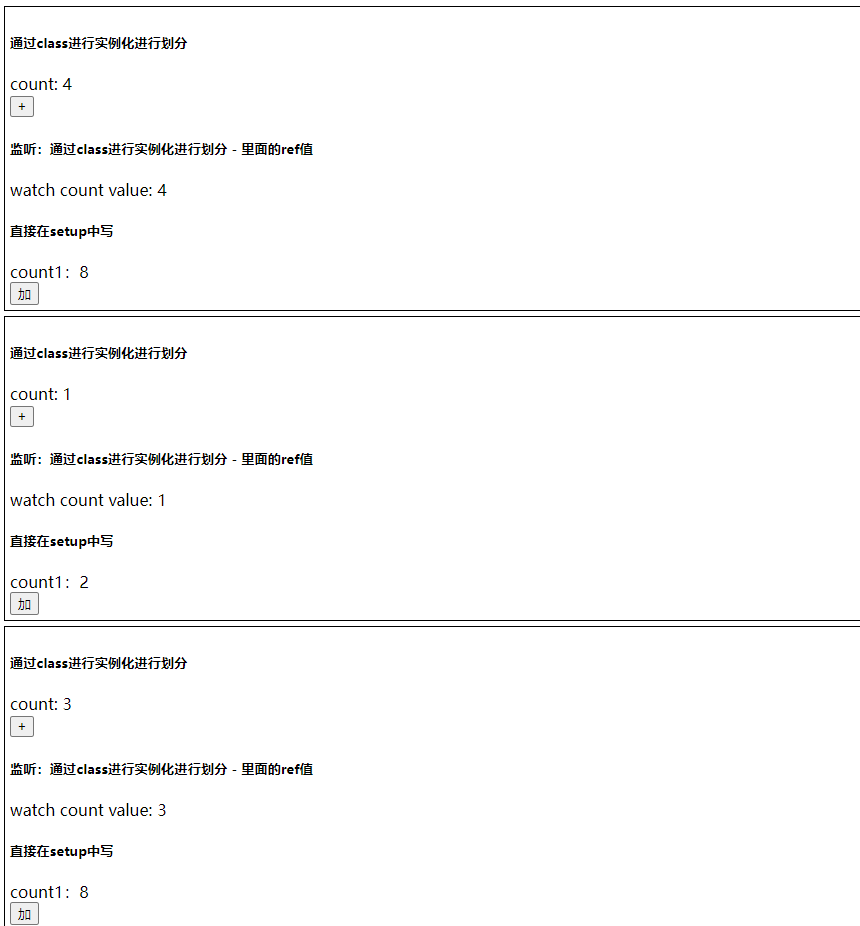 通过class进行实例化进行划分
count: 4
+
监听：通过class进行实例化进行划分 - 里面的ref值
watch count value: 4
直接在setup中写
count1：8
加
通过class进行实例化进行划分
count: 1
+
监听：通过class进行实例化进行划分 - 里面的ref值
watch count value: 1
直接在setup中写
count1：2
加
通过class进行实例化进行划分
count: 3
+
监听：通过class进行实例化进行划分 - 里面的ref值
watch count value: 3
直接在setup中写
count1：8
加